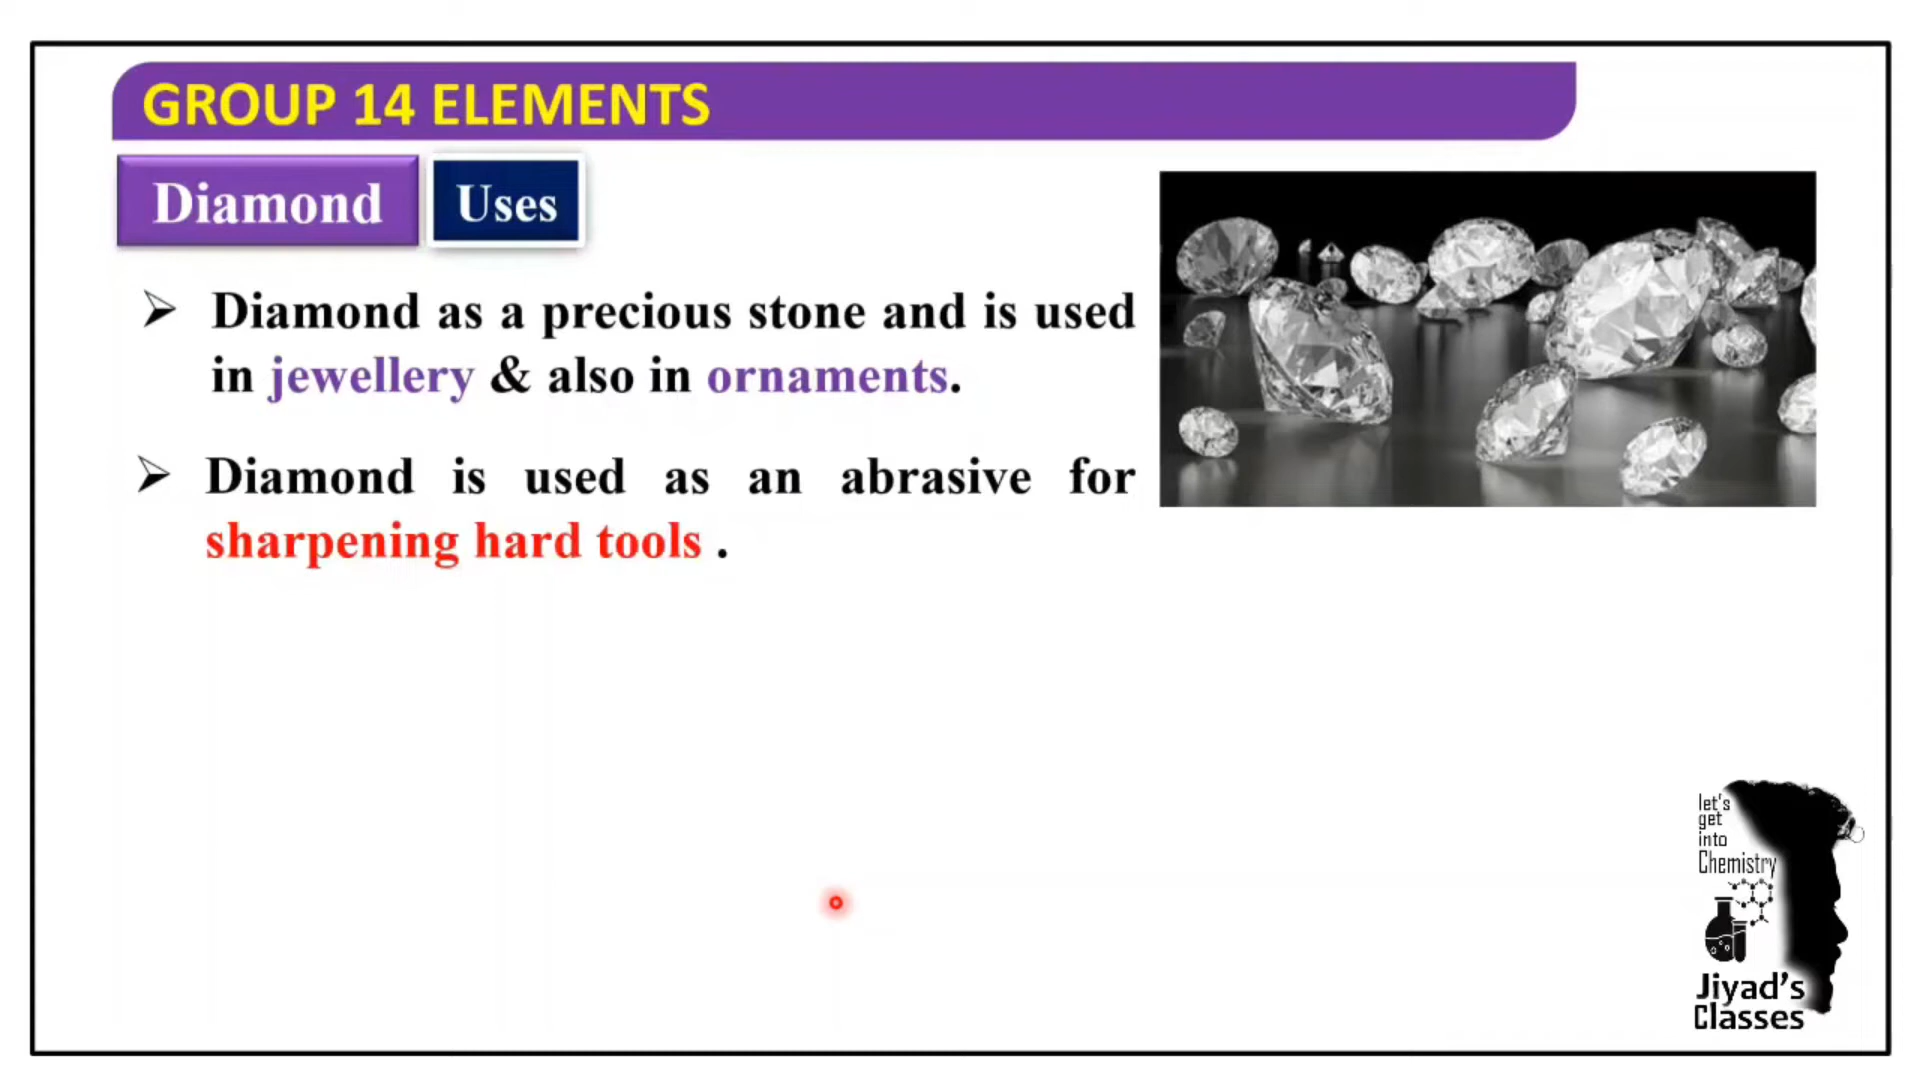 GROUP 14 ELEMENTS
Diamond
Uses
➢ Diamond as a precious stone and is used
in jewellery & also in ornaments.
➢ Diamond is used as an abrasive for
sharpening hard tools .
let's
get
into
Chemistry
Jiyad's
Classes